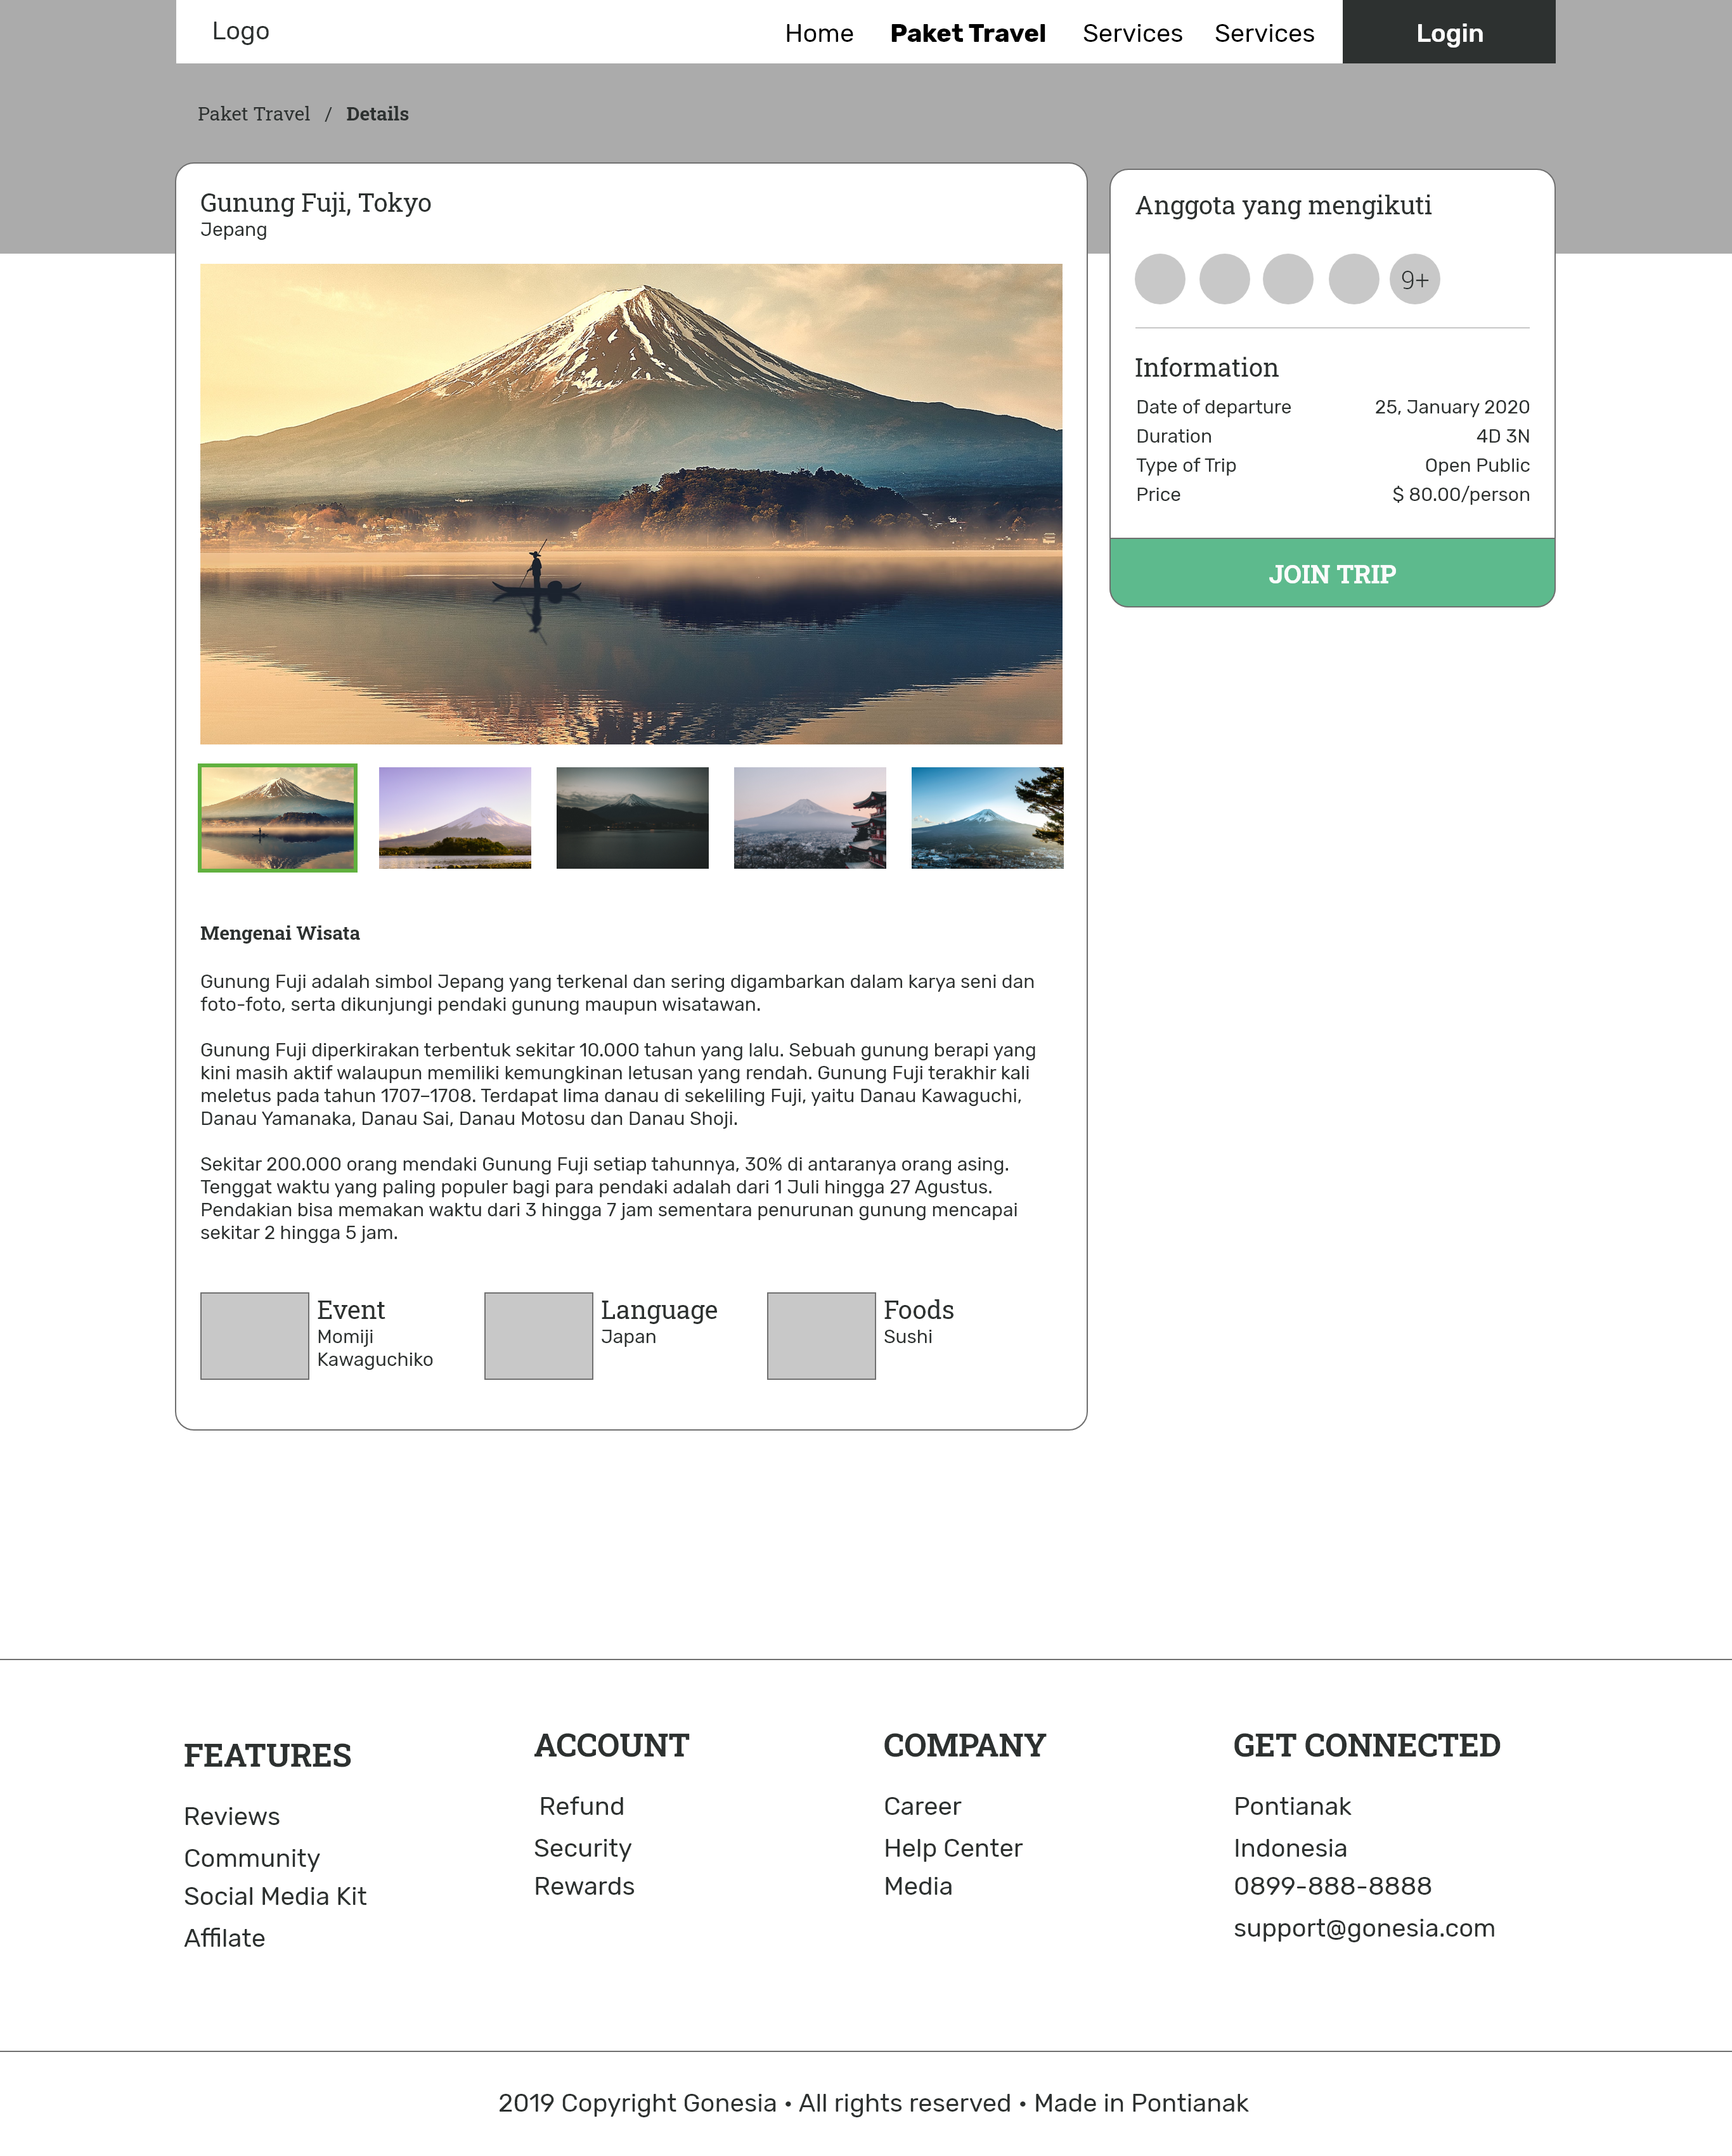 Logo
Home
Paket Travel
Services
Services
Login
Paket Travel / Details
Gunung Fuji, Tokyo
Jepang
Mengenai Wisata
Gunung Fuji adalah simbol Jepang yang terkenal dan sering digambarkan dalam karya seni dan
foto-foto, serta dikunjungi pendaki gunung maupun wisatawan.
Gunung Fuji diperkirakan terbentuk sekitar 10.000 tahun yang lalu. Sebuah gunung berapi yang
kini masih aktif walaupun memiliki kemungkinan letusan yang rendah. Gunung Fuji terakhir kali
meletus pada tahun 1707–1708. Terdapat lima danau di sekeliling Fuji, yaitu Danau Kawaguchi,
Danau Yamanaka, Danau Sai, Danau Motosu dan Danau Shoji.
Sekitar 200.000 orang mendaki Gunung Fuji setiap tahunnya, 30% di antaranya orang asing.
Tenggat waktu yang paling populer bagi para pendaki adalah dari 1 Juli hingga 27 Agustus.
Pendakian bisa memakan waktu dari 3 hingga 7 jam sementara penurunan gunung mencapai
sekitar 2 hingga 5 jam.
Event
Momiji
Kawaguchiko
Language
Japan
Foods
Sushi
Anggota yang mengikuti
9+
Information
Date of departure 25, January 2020
Duration 4D 3N
Type of Trip Open Public
Price $ 80.00/person
JOIN TRIP
FEATURES
Reviews
Community
Social Media Kit
Affilate
ACCOUNT
Refund
Security
Rewards
COMPANY
Career
Help Center
Media
GET CONNECTED
Pontianak
Indonesia
0899-888-8888
support@gonesia.com
2019 Copyright Gonesia • All rights reserved • Made in Pontianak